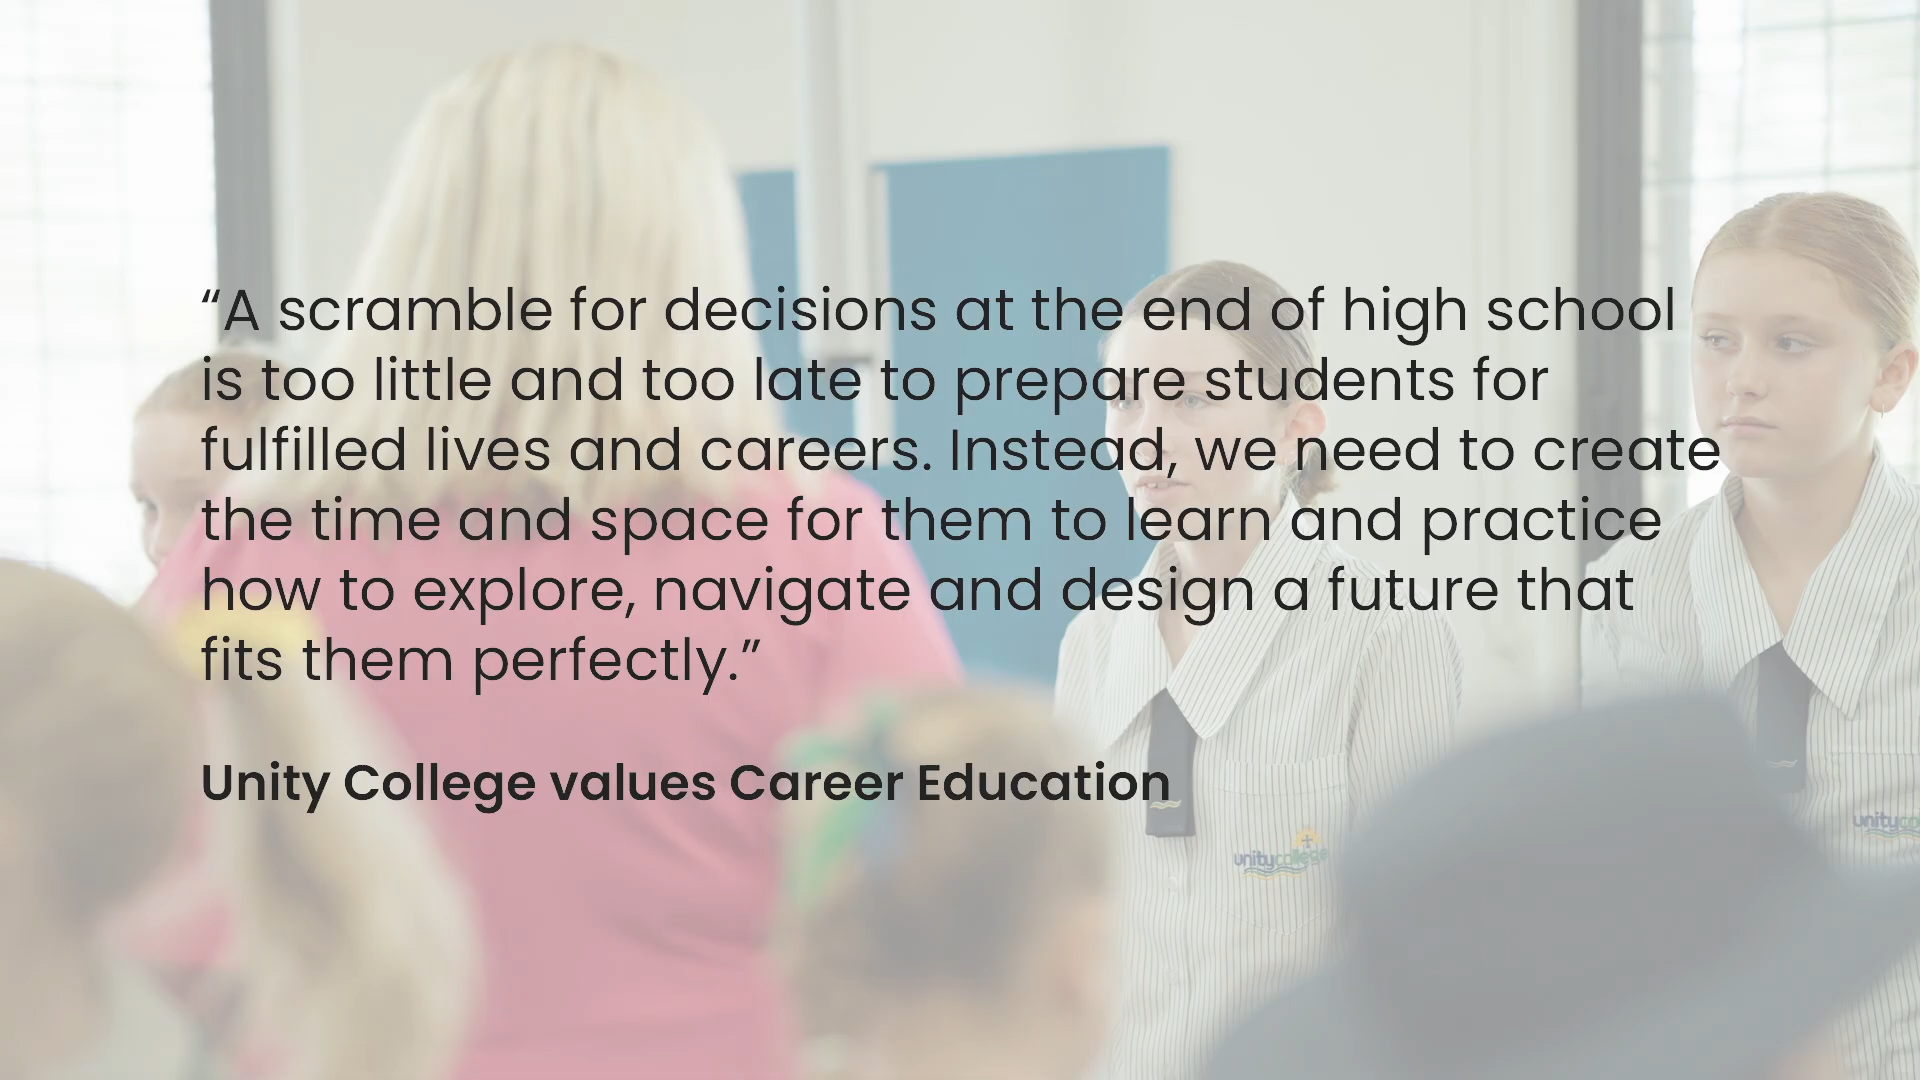 “A scramble for decisions at the end of high school
is too little and too late to prepare students for
fulfilled lives and careers. Instead, we need to create
the time and space for them to learn and practice
how to explore, navigate and design a future that
fits them perfectly.”
Unity College values Career Education
unitycollege
unityco